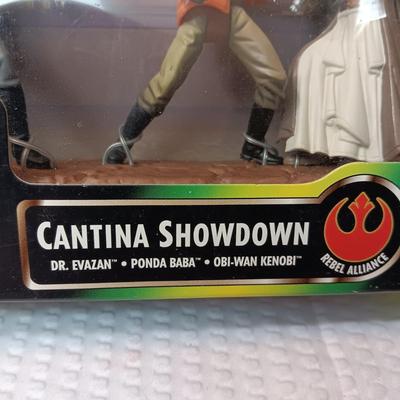 CANTINA SHOWDOWN
DR. EVAZAN™ • PONDA BABA™ • OBI-WAN KENOBI™
REBEL ALLIANCE